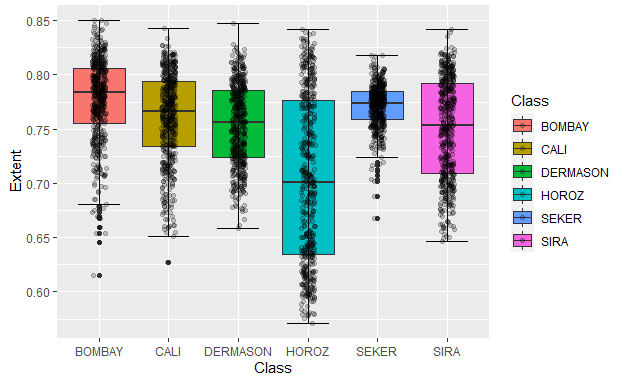 0.85
0.80
0.75
0.70
0.65
0.60
Extent
BOMBAY CALI DERMASON HOROZ SEKER SIRA
Class
Class
BOMBAY
CALI
DERMASON
HOROZ
SEKER
SIRA